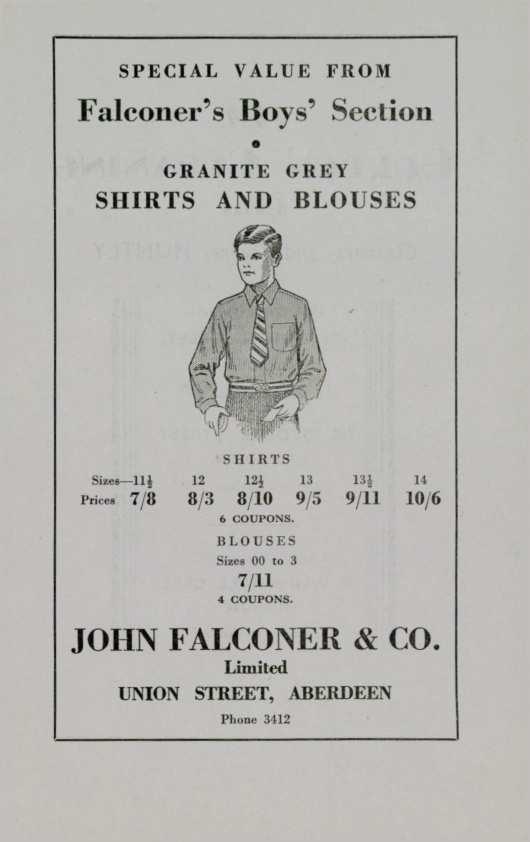 SPECIAL VALUE FROM
Falconer's Boys' Section
•
GRANITE GREY
SHIRTS AND BLOUSES
SHIRTS
Sizes—11½ 12 12½ 13 13½ 14
Prices 7/8 8/3 8/10 9/5 9/11 10/6
6 COUPONS.
BLOUSES
Sizes 00 to 3
7/11
4 COUPONS.
JOHN FALCONER & CO.
Limited
UNION STREET, ABERDEEN
Phone 3412